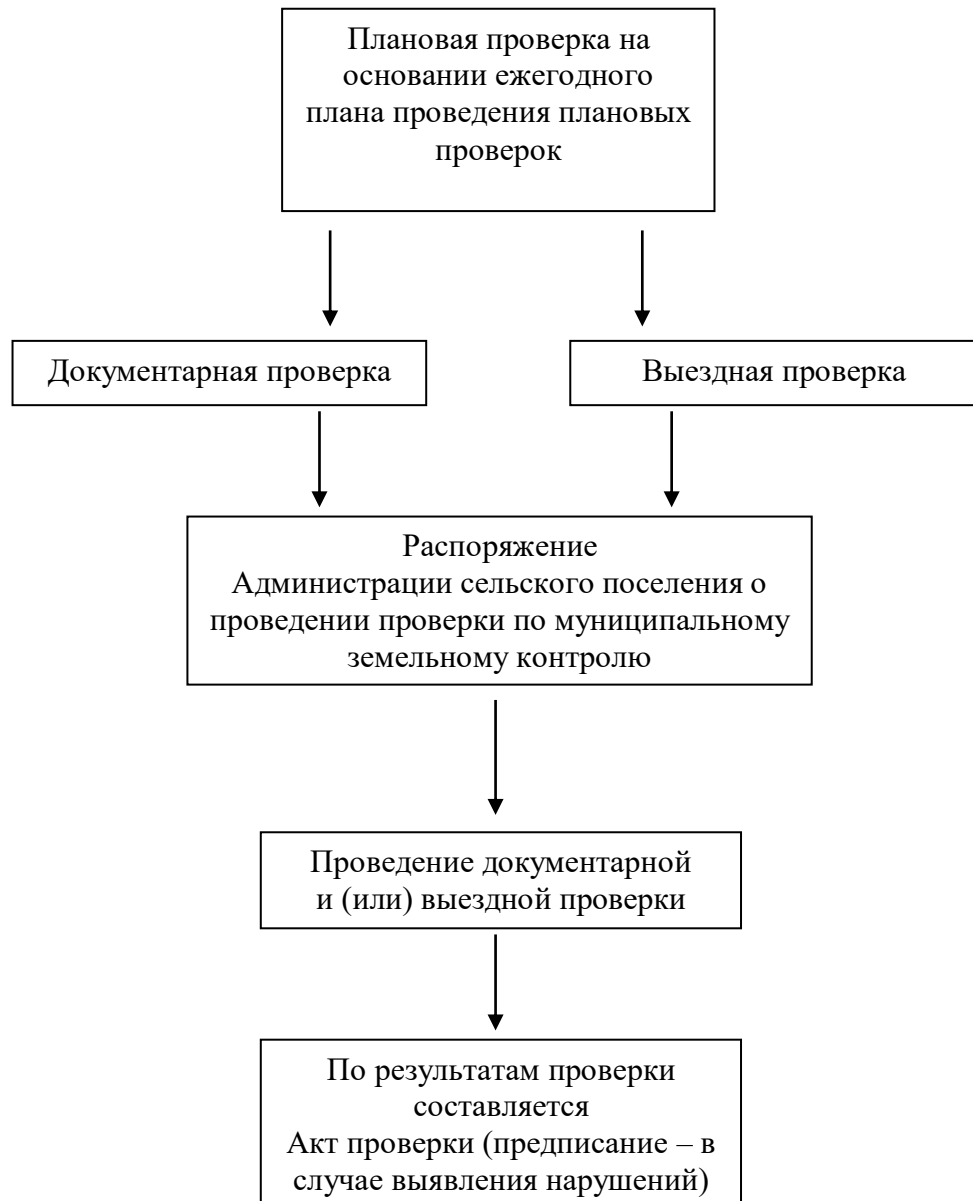 Плановая проверка на
основании ежегодного
плана проведения плановых
проверок
Документарная проверка
Выездная проверка
Распоряжение
Администрации сельского поселения о
проведении проверки по муниципальному
земельному контролю
Проведение документарной
и (или) выездной проверки
По результатам проверки
составляется
Акт проверки (предписание – в
случае выявления нарушений)